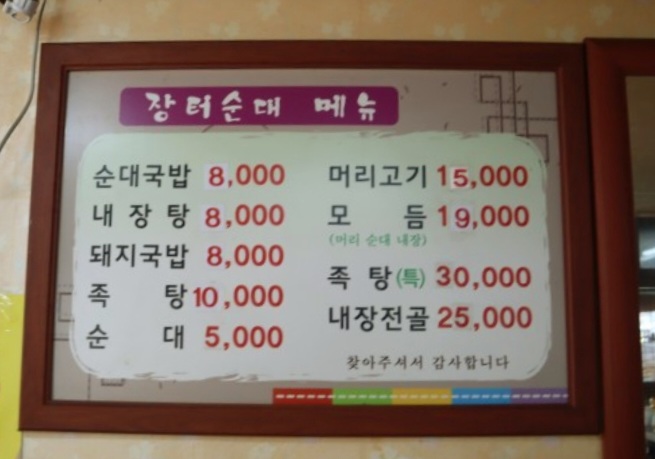 장터순대 메뉴
순대국밥 8,000
내장탕 8,000
돼지국밥 8,000
족탕 10,000
순대 5,000
머리고기 15,000
모듬 19,000
(머리 순대 내장)
족탕(특) 30,000
내장전골 25,000
찾아주셔서 감사합니다